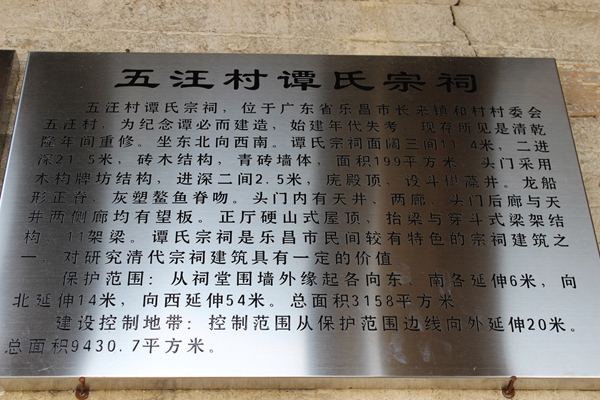 五汪村谭氏宗祠
五汪村谭氏宗祠，位于广东省乐昌市长来镇和村村委会
五汪村，为纪念谭必而建造，始建年代失考，现存所见是清乾
隆年间重修。坐东北向西南。谭氏宗祠面阔三间11.4米，二进
深21.5米，砖木结构，青砖墙体，面积199平方米。头门采用
木构牌坊结构，进深二间2.5米，庑殿顶，设斗拱藻井。龙船
形正脊，灰塑鳌鱼脊吻。头门内有天井、两廊，头门后廊与天
井两侧廊均有望板。正厅硬山式屋顶，抬梁与穿斗式梁架结
构，11架梁。谭氏宗祠是乐昌市民间较有特色的宗祠建筑之
一，对研究清代宗祠建筑具有一定的价值
保护范围：从祠堂围墙外缘起各向东、南各延伸6米，向
北延伸14米，向西延伸54米。总面积3158平方米
建设控制地带：控制范围从保护范围边线向外延伸20米。
总面积9430.7平方米。